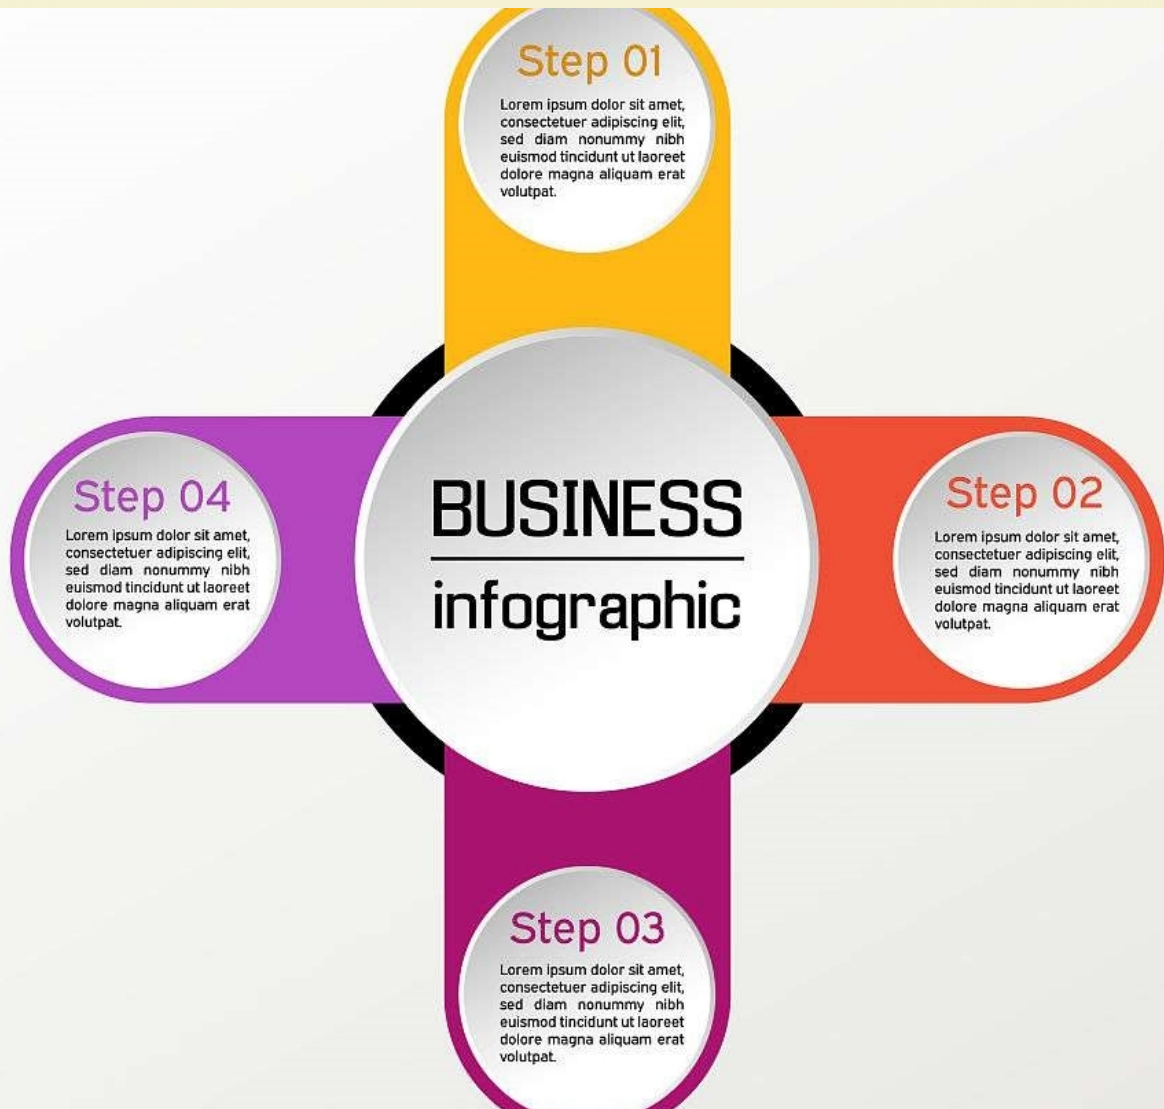 Step 01
Lorem ipsum dolor sit amet,
consectetuer adipiscing elit,
sed diam nonummy nibh
euismod tincidunt ut laoreet
dolore magna aliquam erat
volutpat.
BUSINESS
infographic
Step 02
Lorem ipsum dolor sit amet,
consectetuer adipiscing elit,
sed diam nonummy nibh
euismod tincidunt ut laoreet
dolore magna aliquam erat
volutpat.
Step 03
Lorem ipsum dolor sit amet,
consectetuer adipiscing elit,
sed diam nonummy nibh
euismod tincidunt ut laoreet
dolore magna aliquam erat
volutpat.
Step 04
Lorem ipsum dolor sit amet,
consectetuer adipiscing elit,
sed diam nonummy nibh
euismod tincidunt ut laoreet
dolore magna aliquam erat
volutpat.